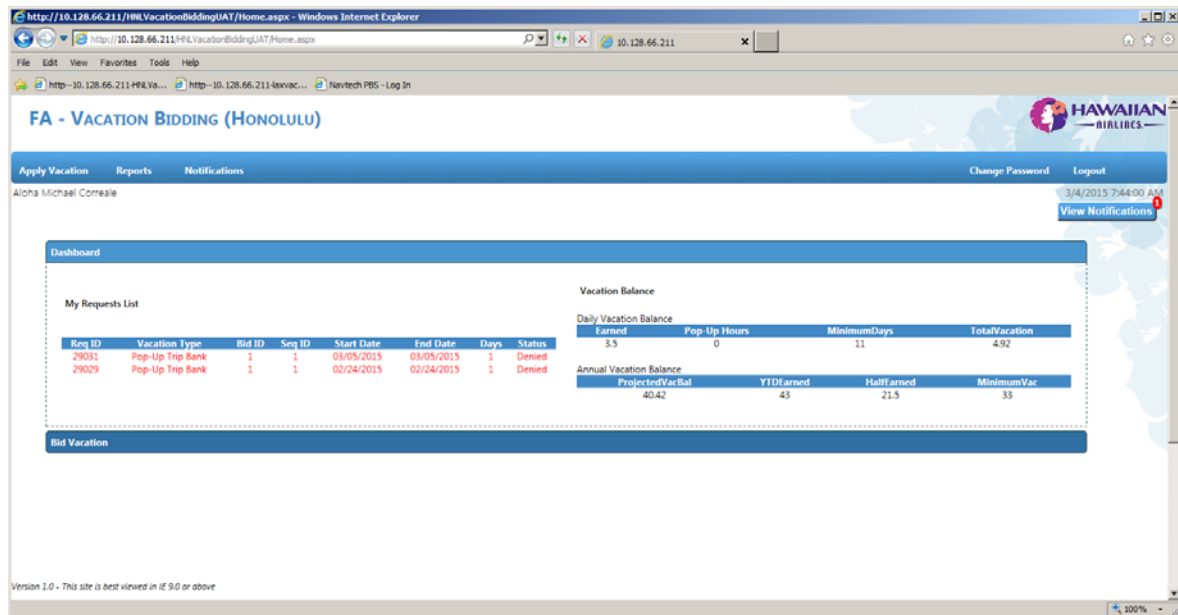 http://10.128.66.211/HNLVacationBiddingUAT/Home.aspx - Windows Internet Explorer
http://10.128.66.211/HNLVacationBiddingUAT/Home.aspx
10.128.66.211
File Edit View Favorites Tools Help
http--10.128.66.211-HNLVa... http--10.128.66.211-laxvac... Navtech PBS - Log In
FA - VACATION BIDDING (HONOLULU)
HAWAIIAN
AIRLINES.
Apply Vacation Reports Notifications Change Password Logout
Aloha Michael Correale 3/4/2015 7:44:00 AM
View Notifications 1
Dashboard
My Requests List
Req ID Vacation Type Bid ID Seq ID Start Date End Date Days Status
29031 Pop-Up Trip Bank 1 1 03/05/2015 03/05/2015 1 Denied
29029 Pop-Up Trip Bank 1 1 02/24/2015 02/24/2015 1 Denied
Vacation Balance
Daily Vacation Balance
Earned Pop-Up Hours MinimumDays TotalVacation
3.5 0 11 4.92
Annual Vacation Balance
ProjectedVacBal YTDEarned HalfEarned MinimumVac
40.42 43 21.5 33
Bid Vacation
Version 1.0 - This site is best viewed in IE 9.0 or above
100%